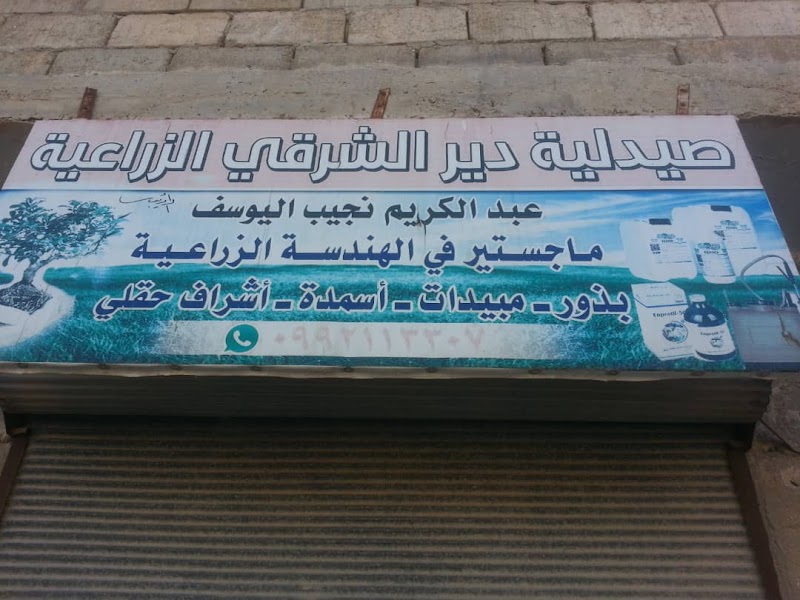 صيدلية دير الشرقي الزراعية
عبد الكريم نجيب اليوسف
ماجستير في الهندسة الزراعية
بذور - مبيدات - أسمدة - أشراف حقلي
٠٩٩٢١١٣٣٠٧